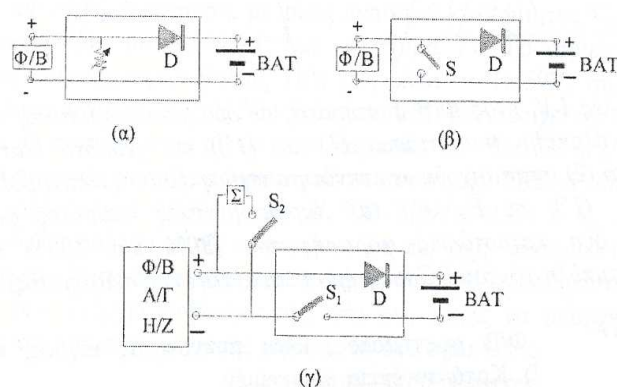 + + + +
Φ/Β D BAT Φ/Β S D BAT
- − - −
(α) (β)
Σ S₂
Φ/Β + S₁ D + BAT
Α/Γ
Η/Ζ − −
(γ)